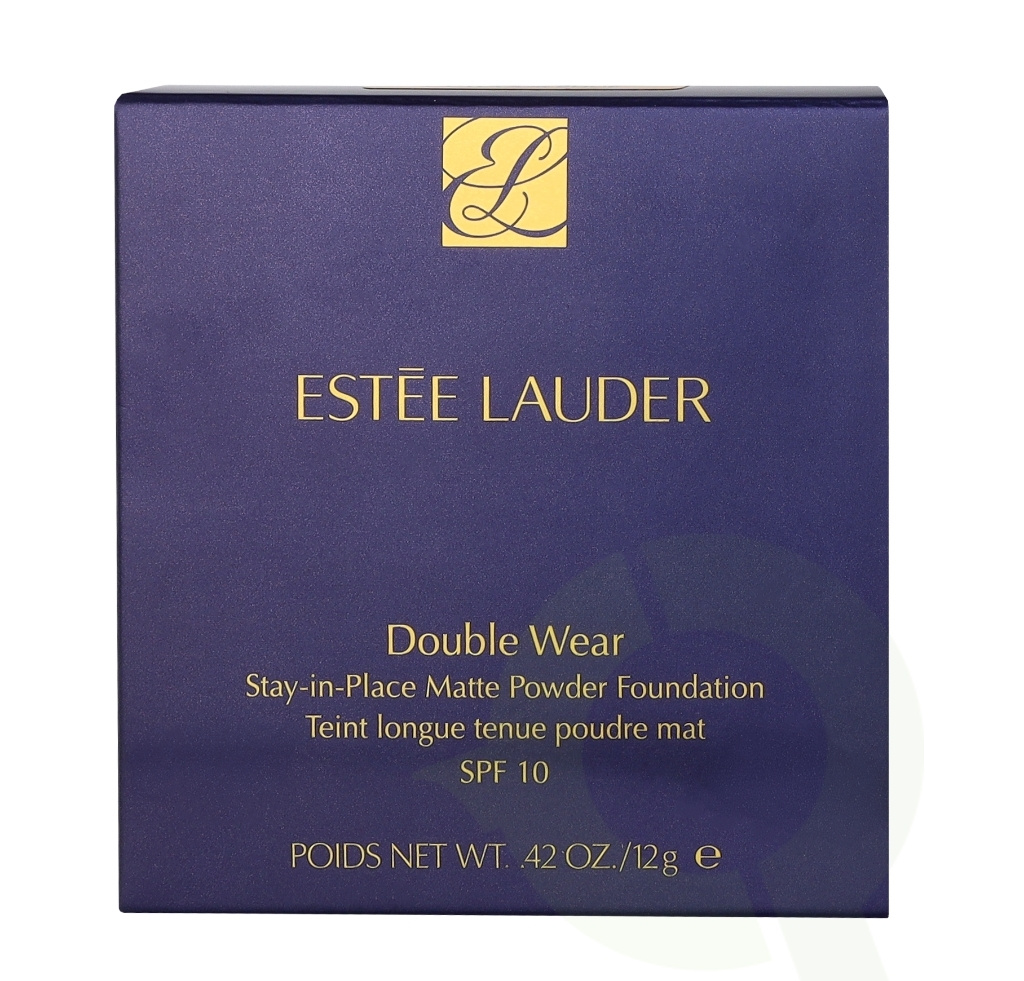 EL
ESTĒE LAUDER
Double Wear
Stay-in-Place Matte Powder Foundation
Teint longue tenue poudre mat
SPF 10
POIDS NET WT. .42 OZ./12g ℮